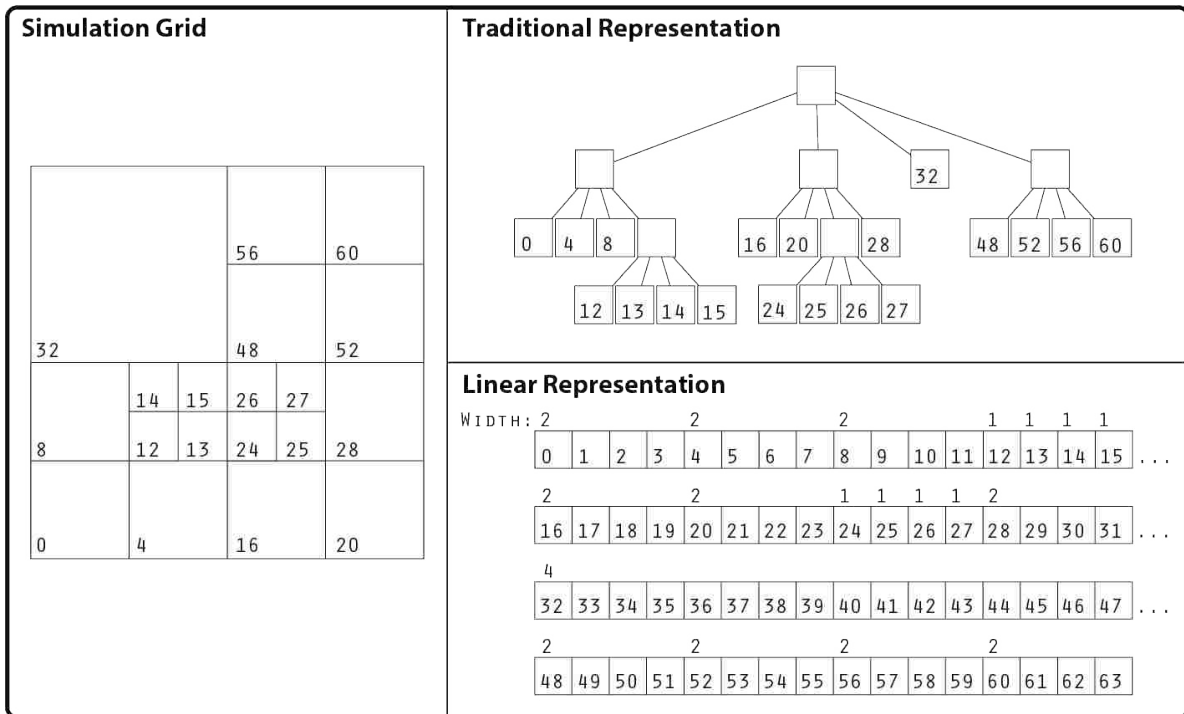 Simulation Grid
56 60
32 48 52
14 15 26 27
8 12 13 24 25 28
0 4 16 20
Traditional Representation
32
0 4 8 16 20 28 48 52 56 60
12 13 14 15 24 25 26 27
Linear Representation
WIDTH: 2 2 2 1 1 1 1
0 1 2 3 4 5 6 7 8 9 10 11 12 13 14 15 ...
2 2 1 1 1 1 2
16 17 18 19 20 21 22 23 24 25 26 27 28 29 30 31 ...
4
32 33 34 35 36 37 38 39 40 41 42 43 44 45 46 47 ...
2 2 2 2
48 49 50 51 52 53 54 55 56 57 58 59 60 61 62 63